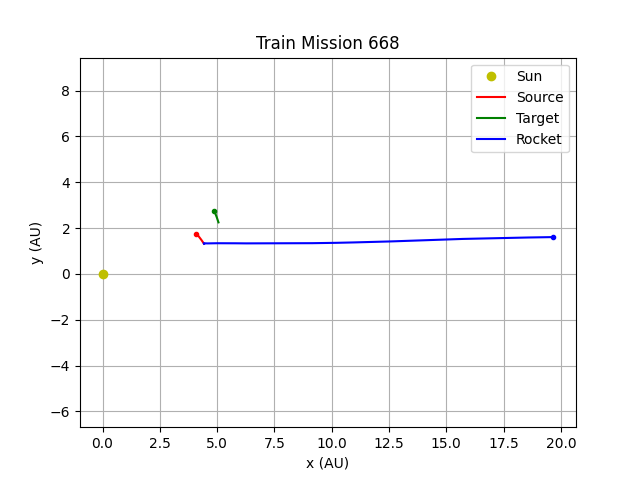 Train Mission 668
Sun
Source
Target
Rocket
8
6
4
2
0
−2
−4
−6
y (AU)
0.0 2.5 5.0 7.5 10.0 12.5 15.0 17.5 20.0
x (AU)